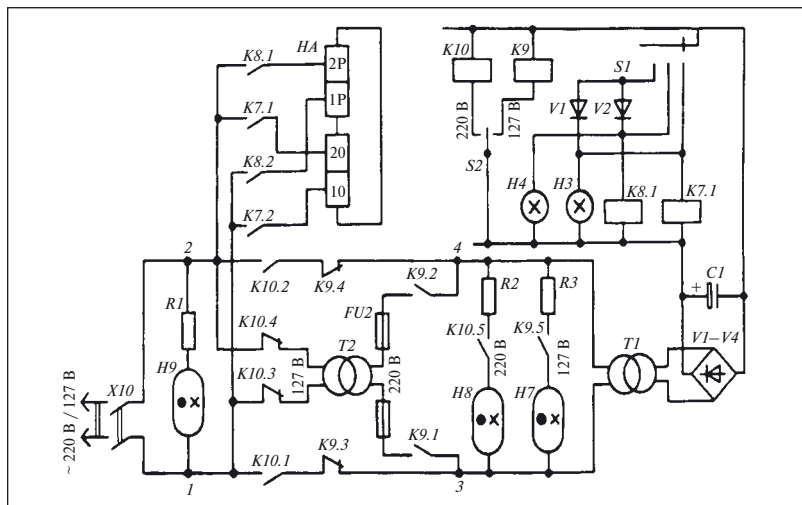 K8.1
HA
2P
1P
K7.1
20
K8.2
10
K7.2
K10
K9
220 В
127 В
S2
S1
V1
V2
H4
H3
K8.1
K7.1
2
4
K10.2
K9.4
K9.2
R1
FU2
R2
R3
C1
+
K10.4
T2
K10.5
K9.5
T1
V1–V4
127 В
220 В
220 В
127 В
H9
K10.3
X10
H8
H7
~ 220 В / 127 В
K9.3
K9.1
K10.1
1
3